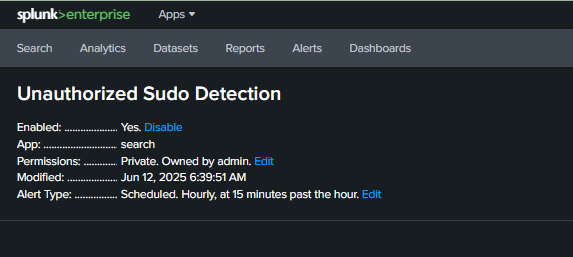 splunk>enterprise Apps
Search Analytics Datasets Reports Alerts Dashboards
Unauthorized Sudo Detection
Enabled: .................. Yes. Disable
App: ............................ search
Permissions: ............ Private. Owned by admin. Edit
Modified: ................... Jun 12, 2025 6:39:51 AM
Alert Type: ................ Scheduled. Hourly, at 15 minutes past the hour. Edit